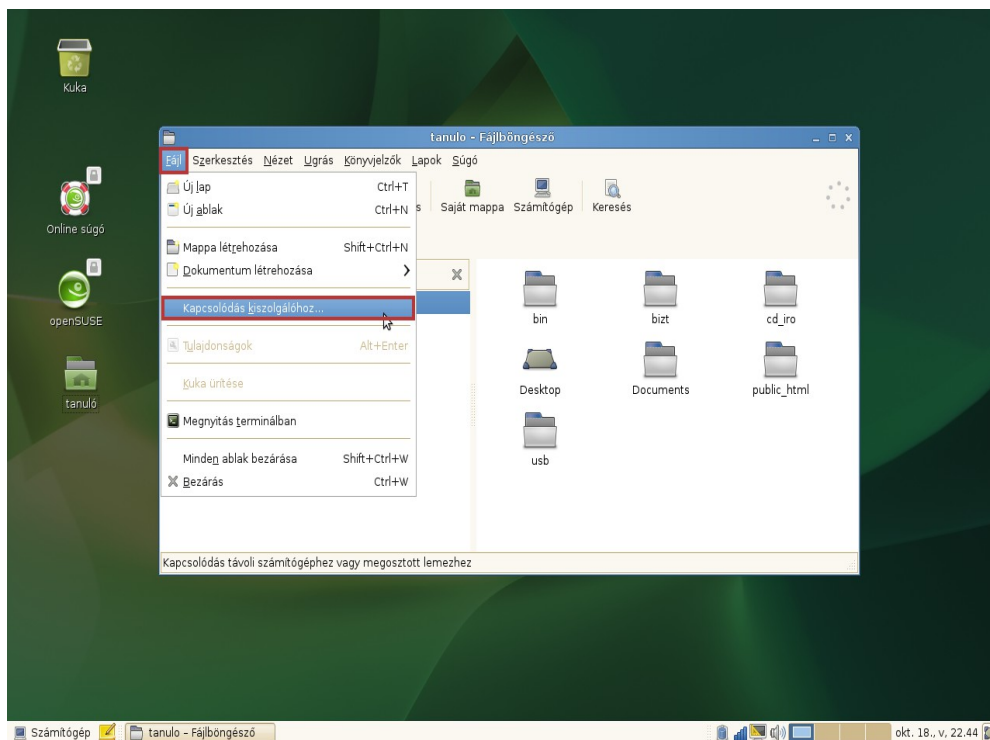 Kuka
Online súgó
openSUSE
tanuló
tanulo - Fájlböngésző
Fájl Szerkesztés Nézet Ugrás Könyvjelzők Lapok Súgó
Új lap Ctrl+T
Új ablak Ctrl+N
Mappa létrehozása Shift+Ctrl+N
Dokumentum létrehozása
Kapcsolódás kiszolgálóhoz...
Tulajdonságok Alt+Enter
Kuka ürítése
Megnyitás terminálban
Minden ablak bezárása Shift+Ctrl+W
Bezárás Ctrl+W
s Saját mappa Számítógép Keresés
bin bizt cd_iro
Desktop Documents public_html
usb
Kapcsolódás távoli számítógéphez vagy megosztott lemezhez
Számítógép tanulo - Fájlböngésző okt. 18., v, 22.44